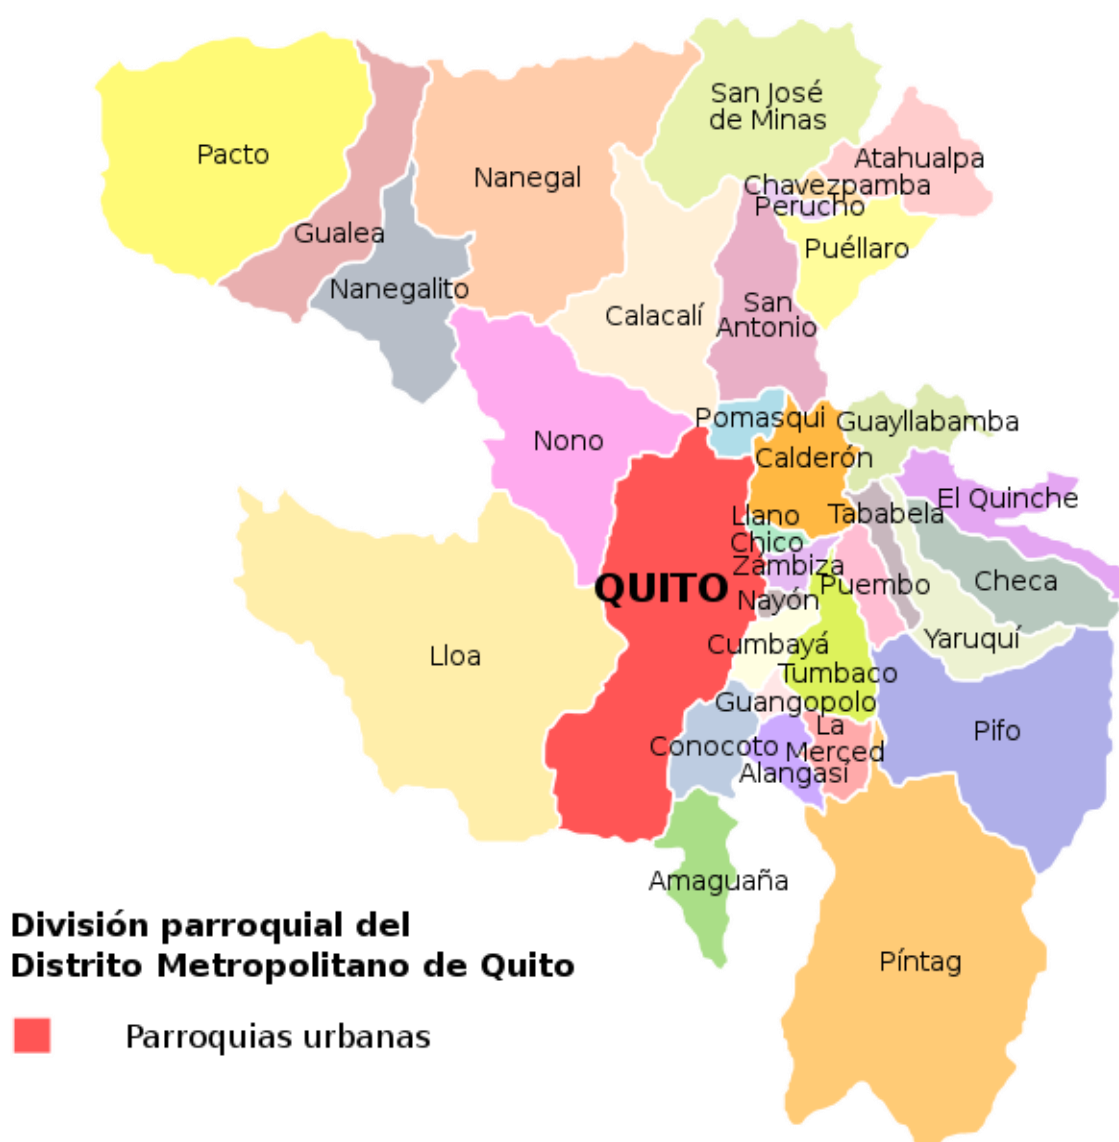 San José
de Minas
Pacto
Atahualpa
Nanegal
Chavezpamba
Perucho
Gualea
Puéllaro
Nanegalito
San
Antonio
Calacalí
Pomasqui
Guayllabamba
Nono
Calderón
El Quinche
Llano
Chico
Tababela
Zámbiza
Checa
QUITO
Puembo
Nayón
Cumbayá
Yaruquí
Lloa
Tumbaco
Guangopolo
La
Merced
Pifo
Conocoto
Alangasí
Amaguaña
División parroquial del
Distrito Metropolitano de Quito
Píntag
Parroquias urbanas